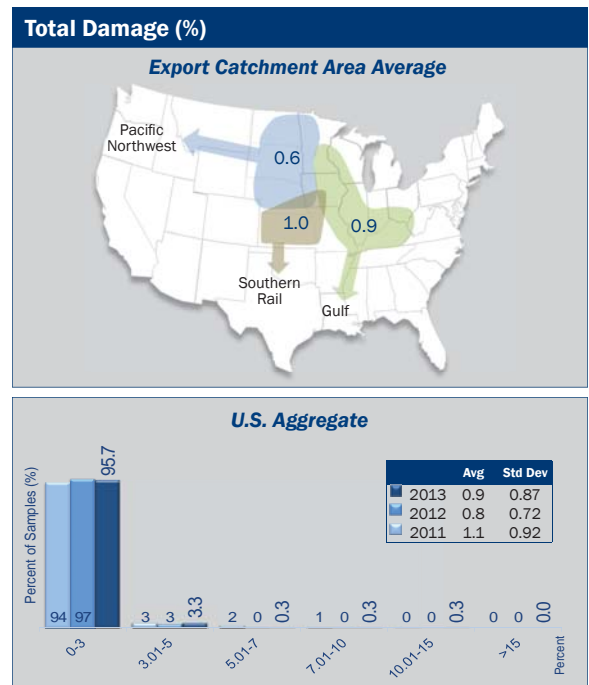 Total Damage (%)
Export Catchment Area Average
Pacific
Northwest
0.6
1.0
0.9
Southern
Rail
Gulf
U.S. Aggregate
Percent of Samples (%)
Avg Std Dev
2013 0.9 0.87
2012 0.8 0.72
2011 1.1 0.92
94 97 95.7
3 3 3.3
2 0 0.3
1 0 0.3
0 0 0.3
0 0 0.0
0-3
3.01-5
5.01-7
7.01-10
10.01-15
>15
Percent